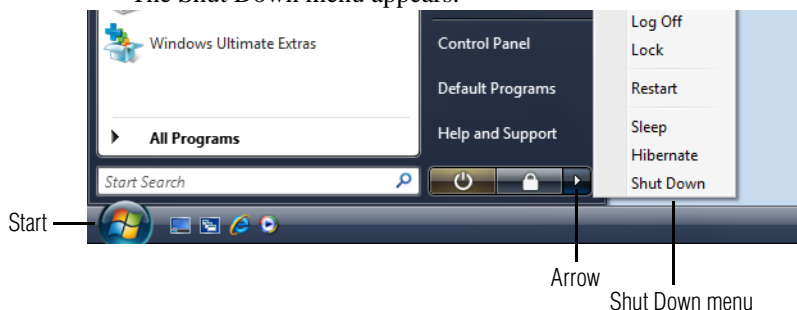 The Shut Down menu appears.
Log Off
Windows Ultimate Extras
Control Panel
Lock
Default Programs
Restart
All Programs
Help and Support
Sleep
Hibernate
Start Search
Shut Down
Start
Arrow
Shut Down menu